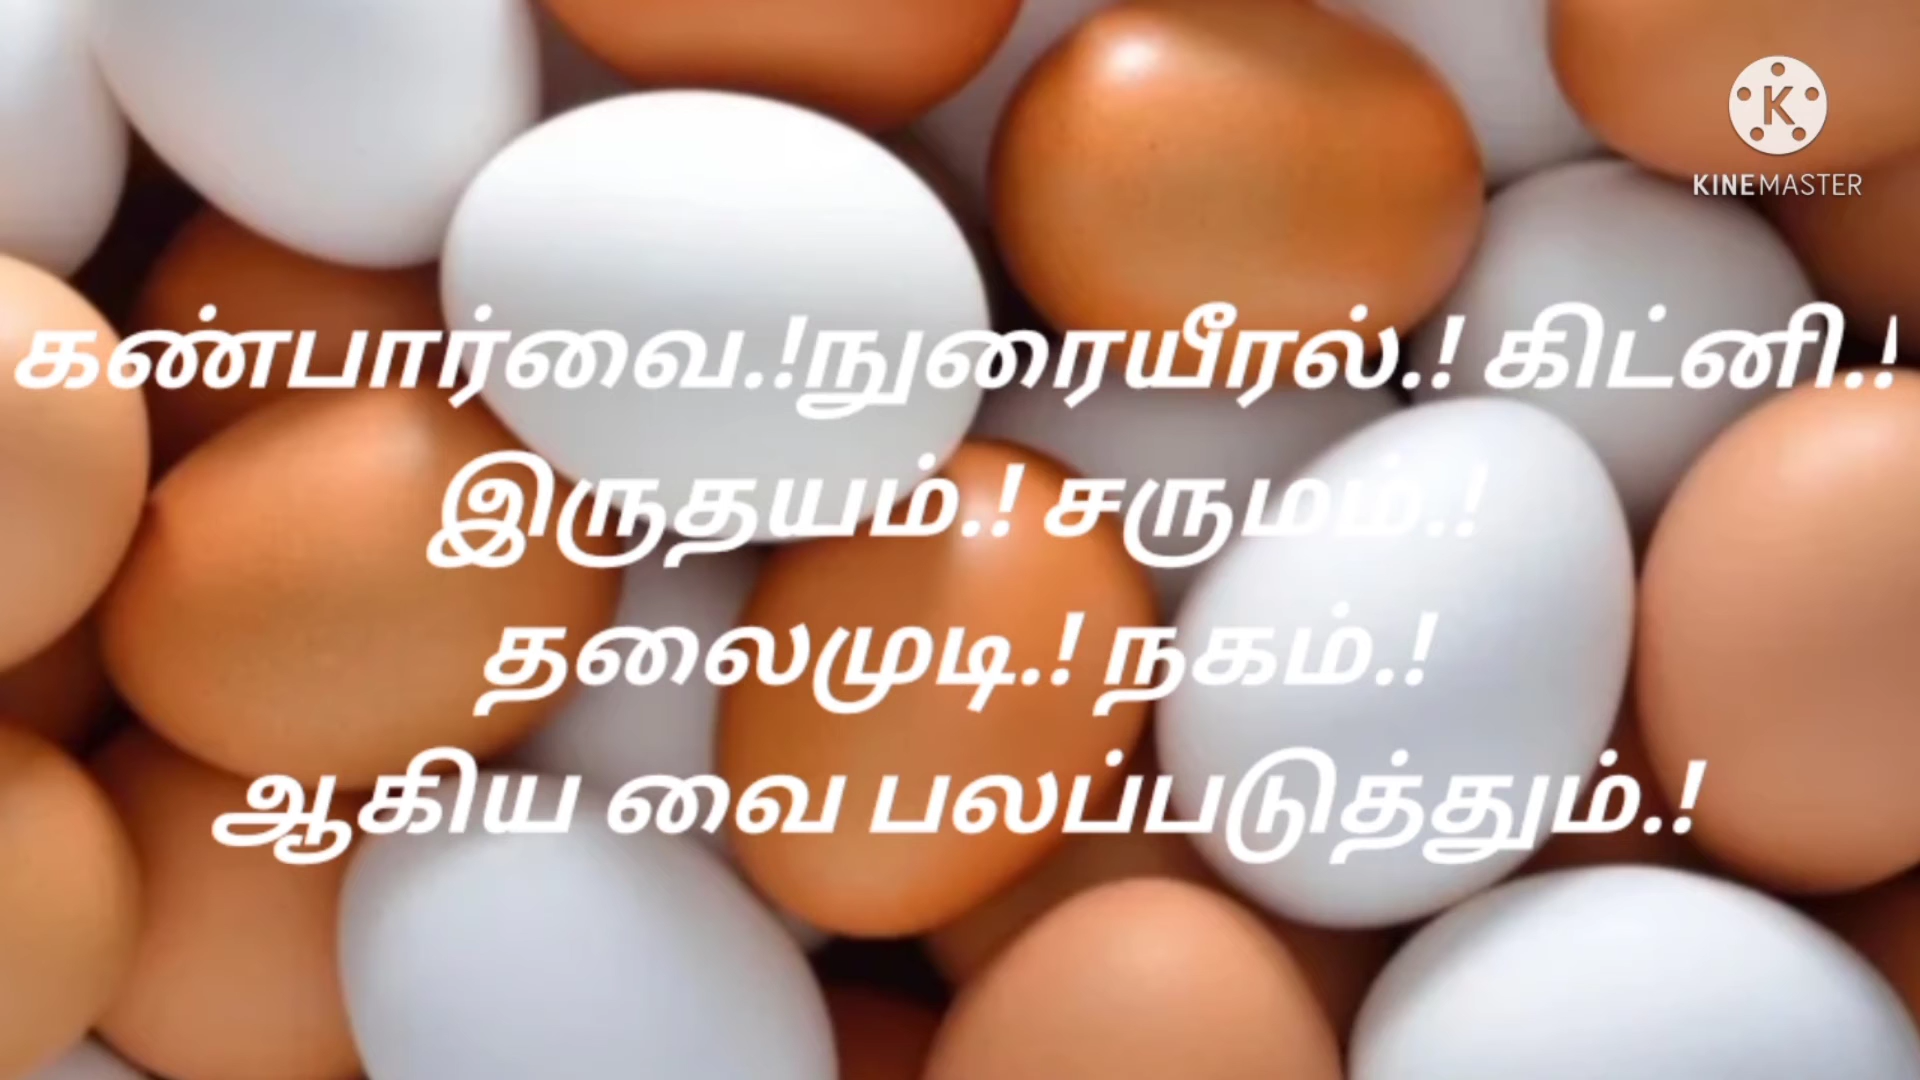 KINEMASTER
கண்பார்வை.!நுரையீரல்.! கிட்னி.!
இருதயம்.! சருமம்.!
தலைமுடி.! நகம்.!
ஆகிய வை பலப்படுத்தும்.!